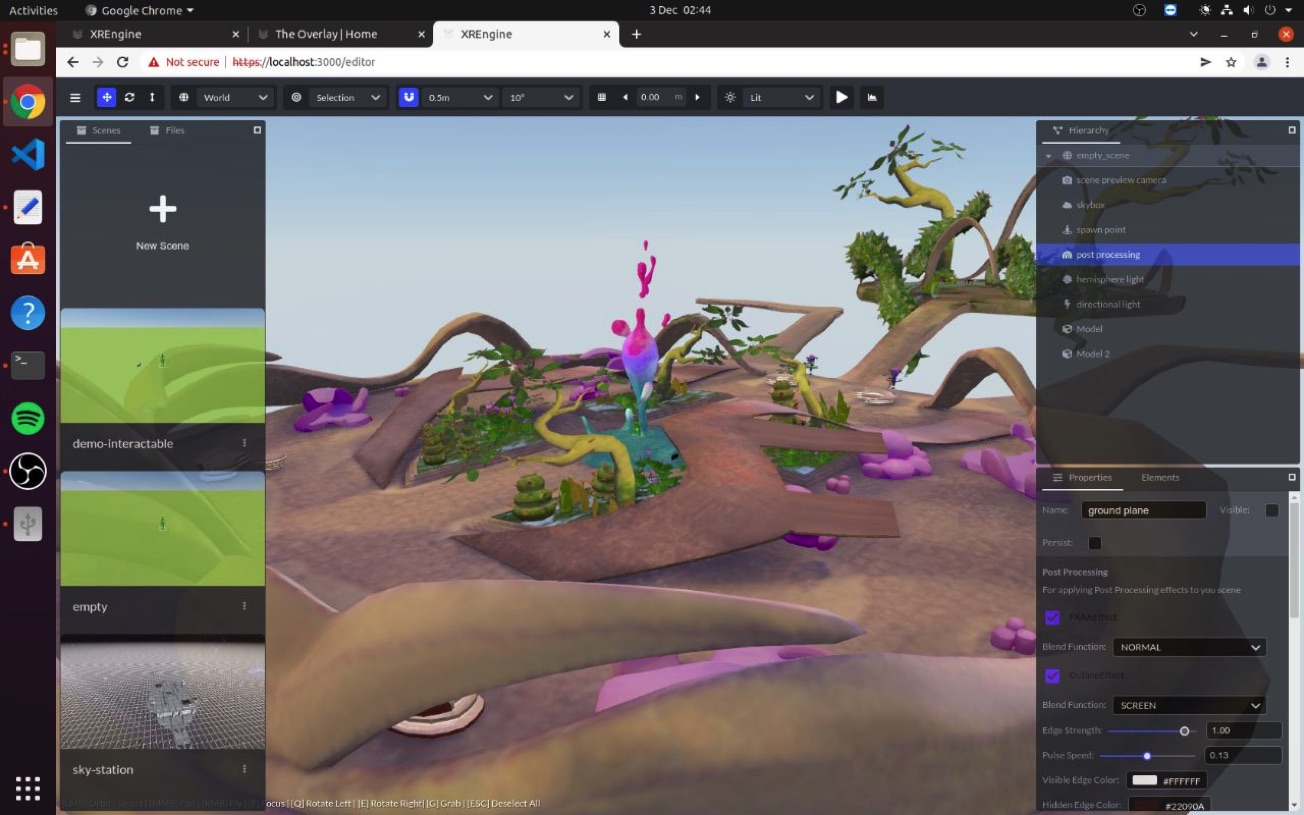 Activities Google Chrome 3 Dec 02:44
XREngine The Overlay | Home XREngine
Not secure https://localhost:3000/editor
World Selection 0.5m 10° 0.00 m Lit
Scenes Files
New Scene
demo-interactable
empty
sky-station
Focus | [Q] Rotate Left | [E] Rotate Right | [G] Grab | [ESC] Deselect All
Hierarchy
empty_scene
scene preview camera
skybox
spawn point
post processing
hemisphere light
directional light
Model
Model 2
Properties Elements
Name: ground plane Visible:
Persist:
Post Processing
For applying Post Processing effects to you scene
FXAAEffect
Blend Function: NORMAL
OutlineEffect
Blend Function: SCREEN
Edge Strength: 1.00
Pulse Speed: 0.13
Visible Edge Color: #FFFFFF
Hidden Edge Color: #22090A